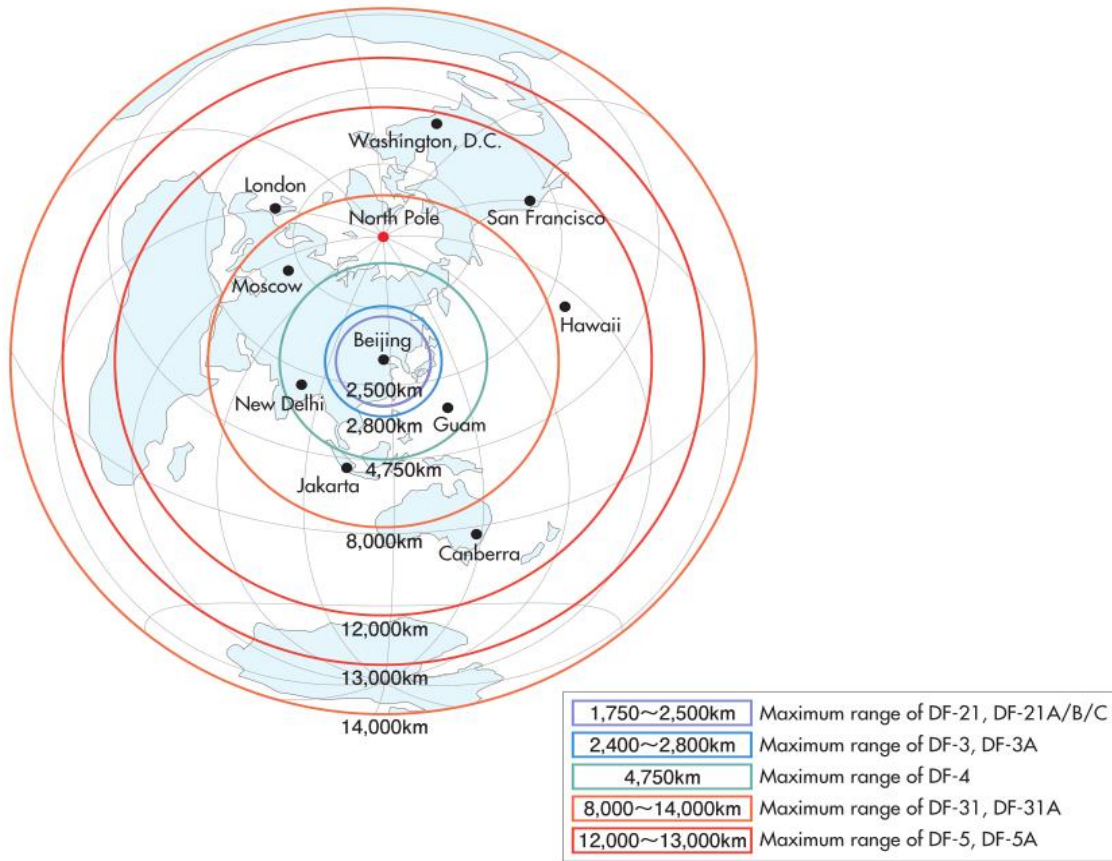 Washington, D.C.
London
North Pole
San Francisco
Moscow
Hawaii
Beijing
2,500km
New Delhi
2,800km
Guam
4,750km
Jakarta
8,000km
Canberra
12,000km
13,000km
14,000km
1,750～2,500km Maximum range of DF-21, DF-21A/B/C
2,400～2,800km Maximum range of DF-3, DF-3A
4,750km Maximum range of DF-4
8,000～14,000km Maximum range of DF-31, DF-31A
12,000～13,000km Maximum range of DF-5, DF-5A